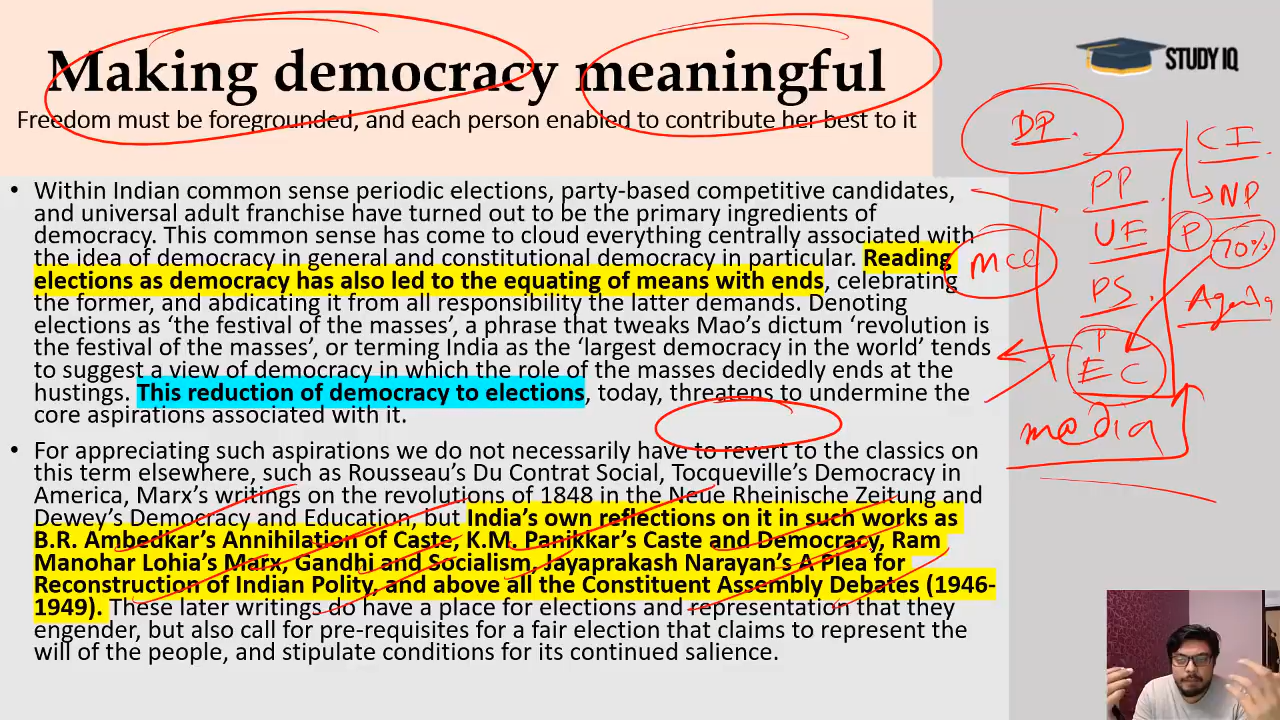 Making democracy meaningful
Freedom must be foregrounded, and each person enabled to contribute her best to it
STUDY IQ
• Within Indian common sense periodic elections, party-based competitive candidates,
and universal adult franchise have turned out to be the primary ingredients of
democracy. This common sense has come to cloud everything centrally associated with
the idea of democracy in general and constitutional democracy in particular. Reading
elections as democracy has also led to the equating of means with ends, celebrating
the former, and abdicating it from all responsibility the latter demands. Denoting
elections as ‘the festival of the masses’, a phrase that tweaks Mao’s dictum ‘revolution is
the festival of the masses’, or terming India as the ‘largest democracy in the world’ tends
to suggest a view of democracy in which the role of the masses decidedly ends at the
hustings. This reduction of democracy to elections, today, threatens to undermine the
core aspirations associated with it.
• For appreciating such aspirations we do not necessarily have to revert to the classics on
this term elsewhere, such as Rousseau’s Du Contrat Social, Tocqueville’s Democracy in
America, Marx’s writings on the revolutions of 1848 in the Neue Rheinische Zeitung and
Dewey’s Democracy and Education, but India’s own reflections on it in such works as
B.R. Ambedkar’s Annihilation of Caste, K.M. Panikkar’s Caste and Democracy, Ram
Manohar Lohia’s Marx, Gandhi and Socialism, Jayaprakash Narayan’s A Plea for
Reconstruction of Indian Polity, and above all the Constituent Assembly Debates (1946-
1949). These later writings do have a place for elections and representation that they
engender, but also call for pre-requisites for a fair election that claims to represent the
will of the people, and stipulate conditions for its continued salience.
DP.
CI
PP
NP
UF
P
70%
MCC
PS
Agenda
P
EC
media